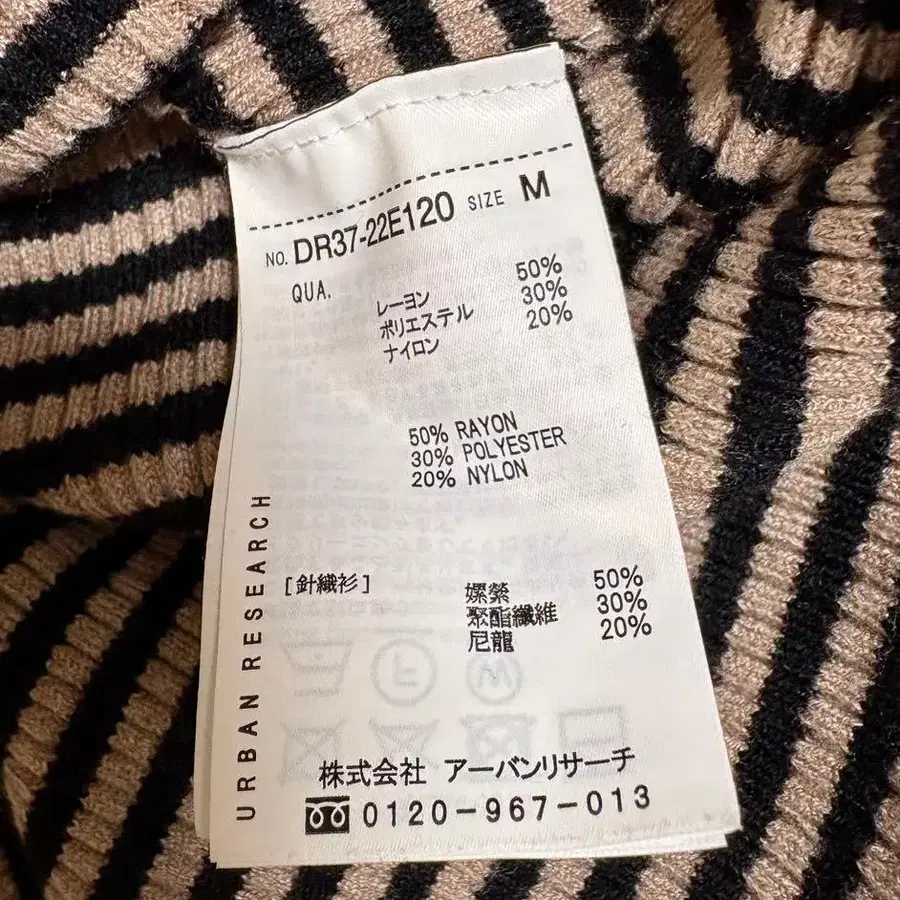 NO. DR37-22E120 SIZE M
QUA.
レーヨン 50%
ポリエステル 30%
ナイロン 20%
50% RAYON
30% POLYESTER
20% NYLON
URBAN RESEARCH
[針織衫]
嫘縈 50%
聚酯纖維 30%
尼龍 20%
株式会社 アーバンリサーチ
0120-967-013